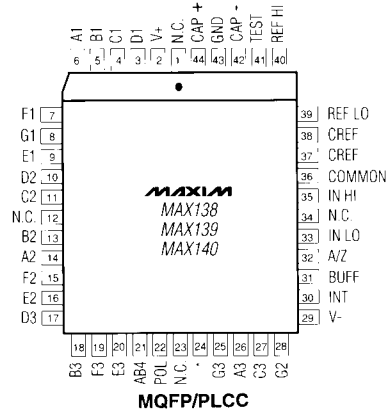 A1 B1 C1 D1 V+ N.C. CAP + GND CAP - TEST REF HI
6 5 4 3 2 1 44 43 42 41 40
F1 7
G1 8
E1 9
D2 10
C2 11
N.C. 12
B2 13
A2 14
F2 15
E2 16
D3 17
39 REF LO
38 CREF
37 CREF
36 COMMON
35 IN HI
34 N.C.
33 IN LO
32 A/Z
31 BUFF
30 INT
29 V-
MAXIM
MAX138
MAX139
MAX140
18 19 20 21 22 23 24 25 26 27 28
B3 F3 E3 AB4 POL N.C. - G3 A3 C3 G2
MQFP/PLCC